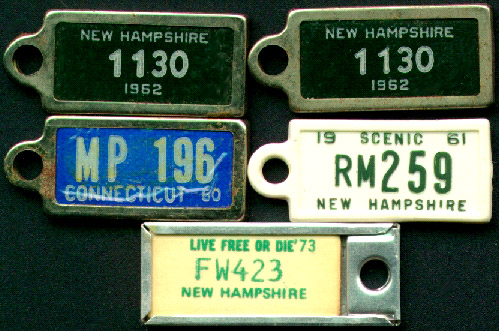 NEW HAMPSHIRE
1130
1962
NEW HAMPSHIRE
1130
1962
MP 196
CONNECTICUT 60
19 SCENIC 61
RM259
NEW HAMPSHIRE
LIVE FREE OR DIE '73
FW423
NEW HAMPSHIRE